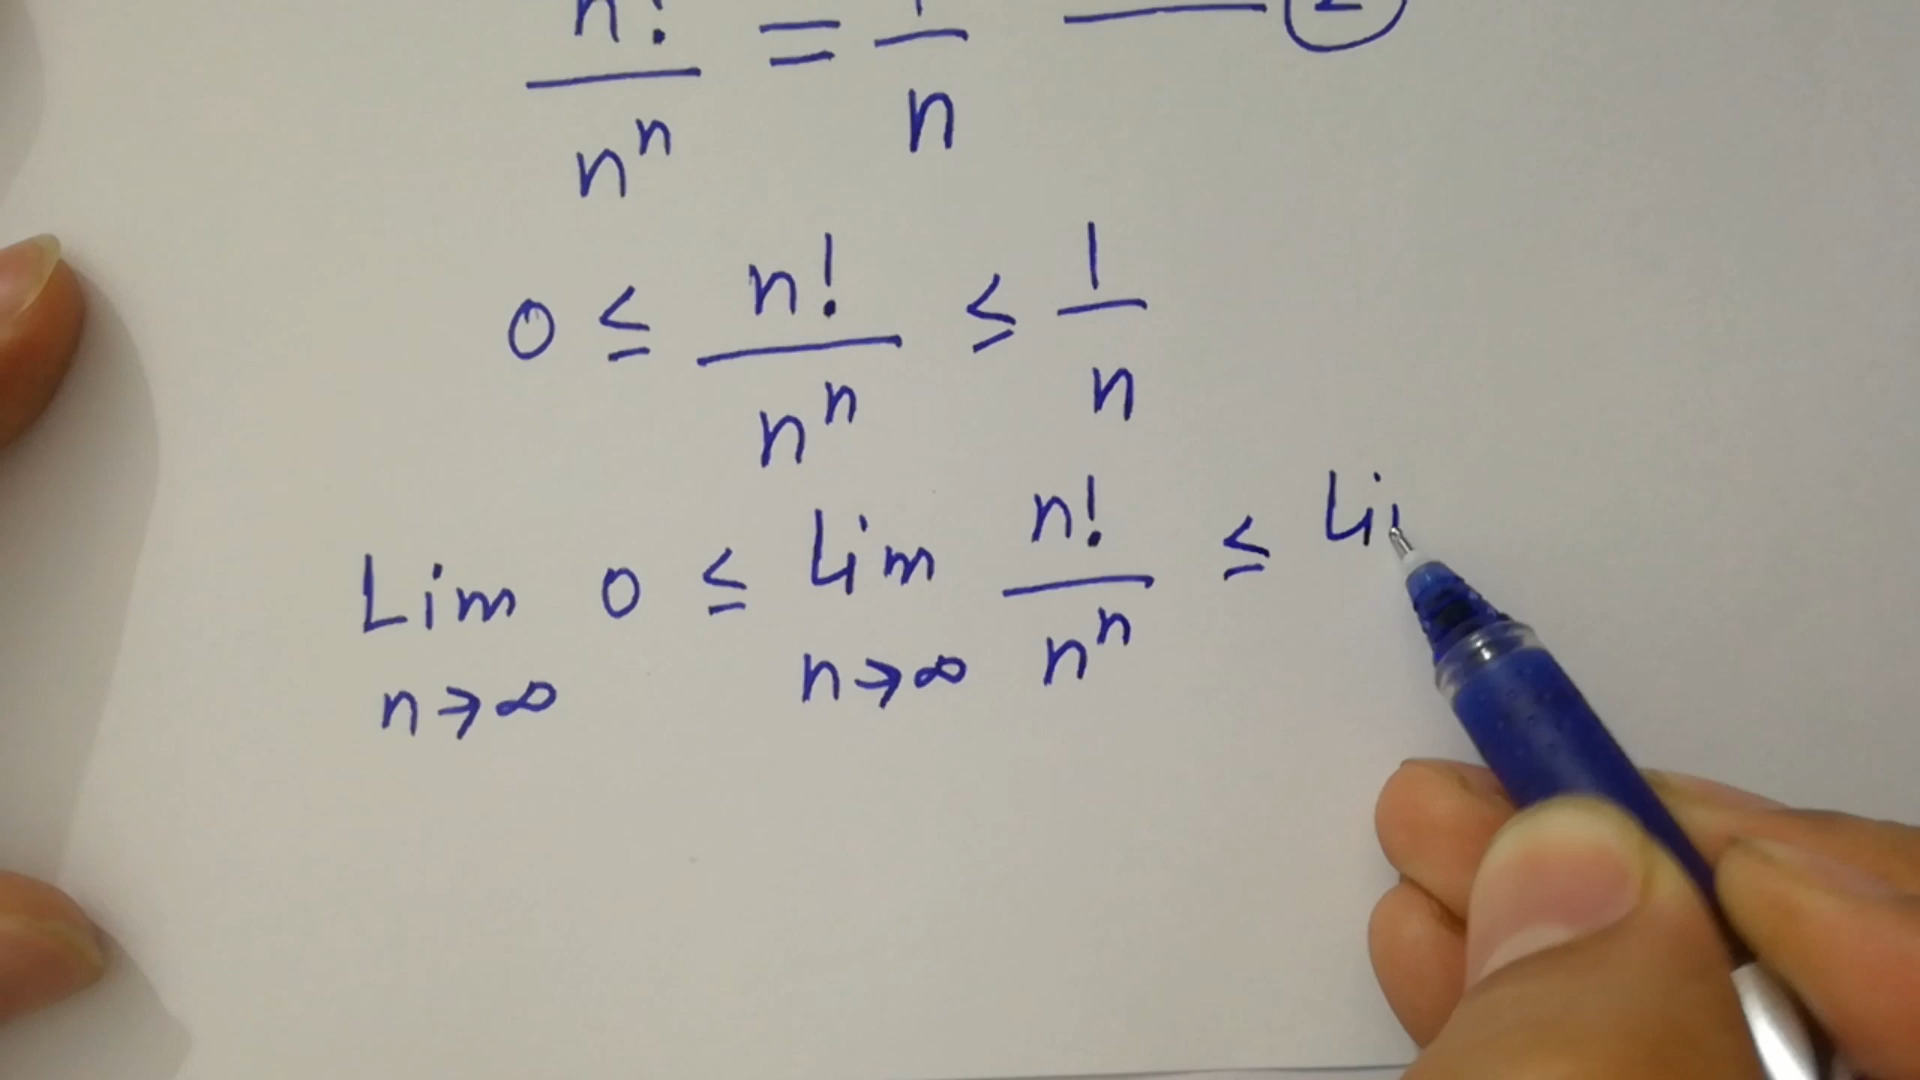 n!/n^n = 1/n —— 2
0 ≤ n!/n^n ≤ 1/n
Lim n→∞ 0 ≤ Lim n→∞ n!/n^n ≤ Li